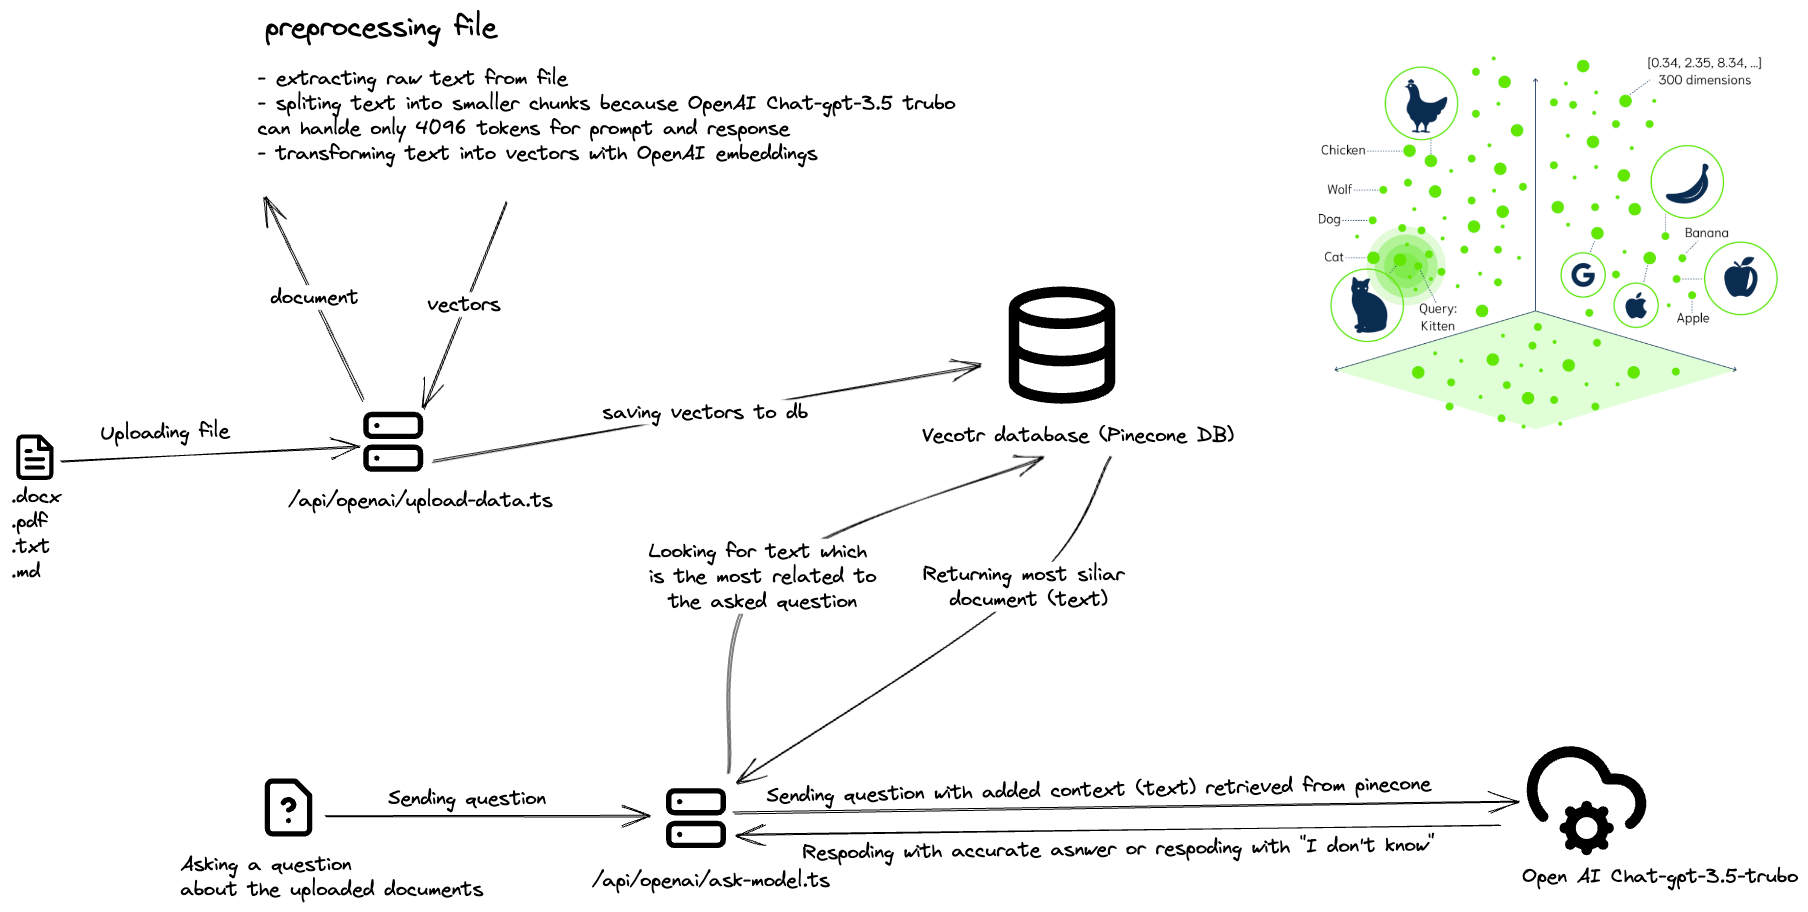 preprocessing file
- extracting raw text from file
- spliting text into smaller chunks because OpenAI Chat-gpt-3.5 trubo
can hanlde only 4096 tokens for prompt and response
- transforming text into vectors with OpenAI embeddings
document
vectors
Uploading file
.docx
.pdf
.txt
.md
/api/openai/upload-data.ts
saving vectors to db
Vecotr database (Pinecone DB)
[0.34, 2.35, 8.34, ...]
300 dimensions
Chicken
Wolf
Dog
Cat
Query:
Kitten
Banana
Apple
G
Looking for text which
is the most related to
the asked question
Returning most siliar
document (text)
?
Sending question
Asking a question
about the uploaded documents
/api/openai/ask-model.ts
Sending question with added context (text) retrieved from pinecone
Respoding with accurate asnwer or respoding with "I don't know"
Open AI Chat-gpt-3.5-trubo